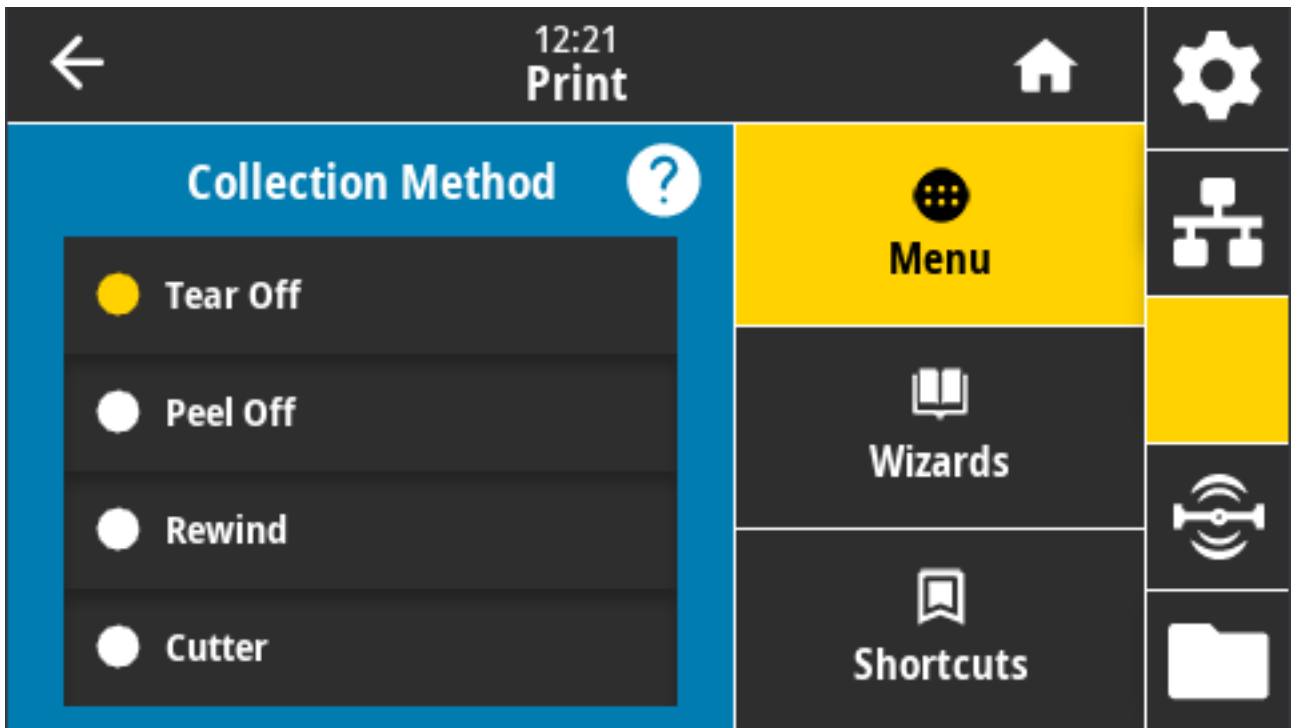 12:21
Print
Collection Method
?
Tear Off
Peel Off
Rewind
Cutter
Menu
Wizards
Shortcuts